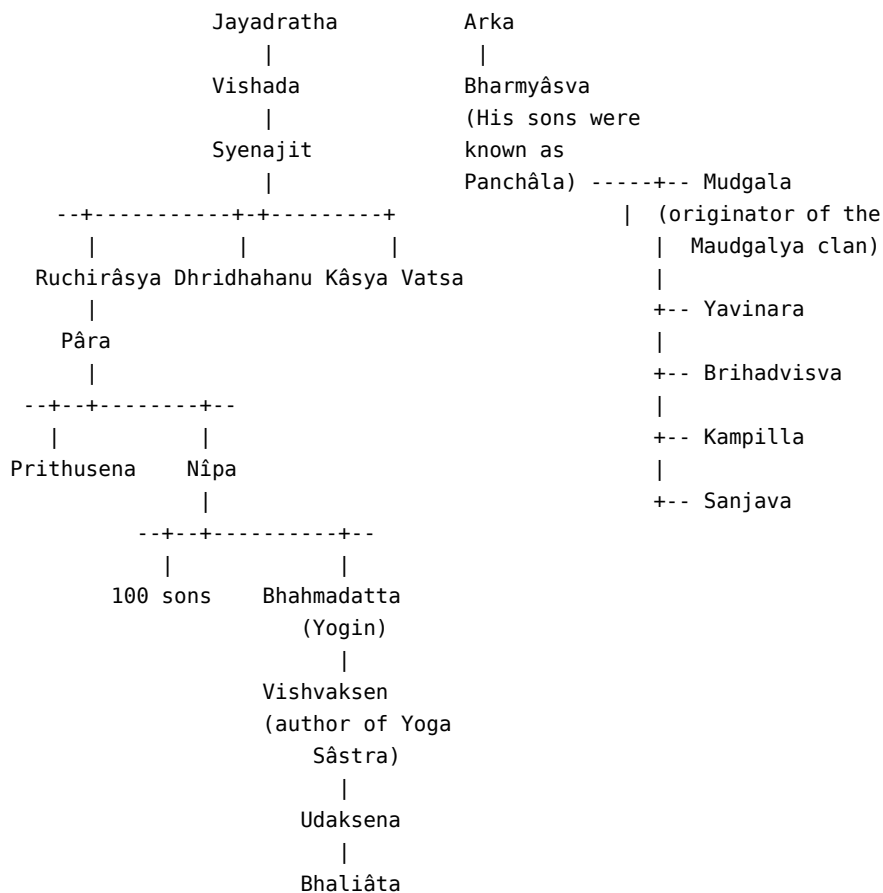 Jayadratha Arka
| |
Vishada Bharmyâsva
| (His sons were
Syenajit known as
| Panchâla) -----+-- Mudgala
--+-----------+-+---------+ | (originator of the
| | | | Maudgalya clan)
Ruchirâsya Dhridhahanu Kâsya Vatsa |
| +-- Yavinara
Pâra |
| +-- Brihadvisva
--+--+--------+-- |
| | +-- Kampilla
Prithusena Nîpa |
| +-- Sanjava
--+--+----------+--
| |
100 sons Bhahmadatta
(Yogin)
|
Vishvaksen
(author of Yoga
Sâstra)
|
Udaksena
|
Bhaliâta